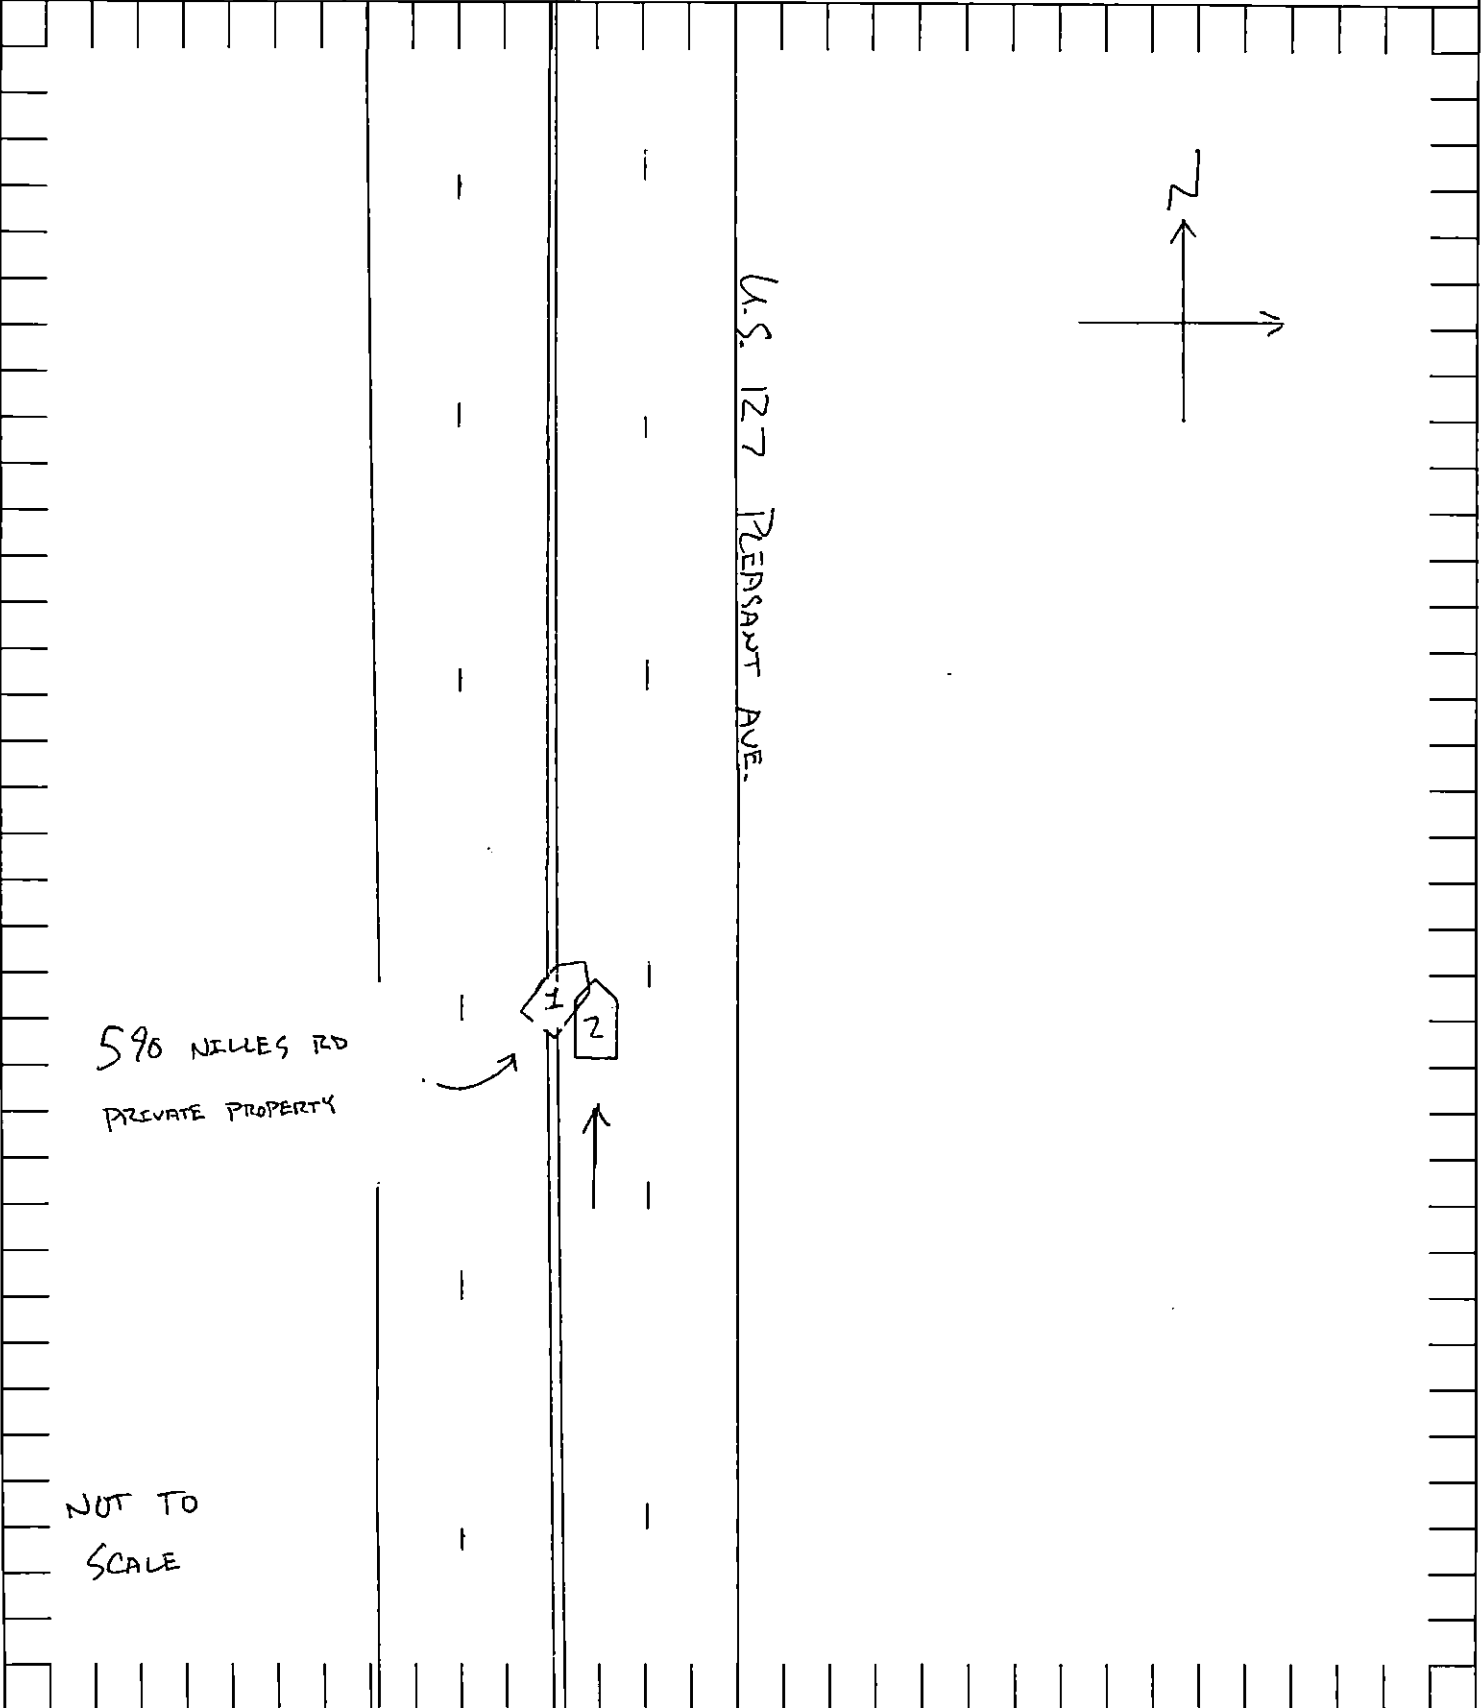 N
U.S. 127 PLEASANT AVE.
1
2
590 NILLES RD
PRIVATE PROPERTY
NOT TO
SCALE